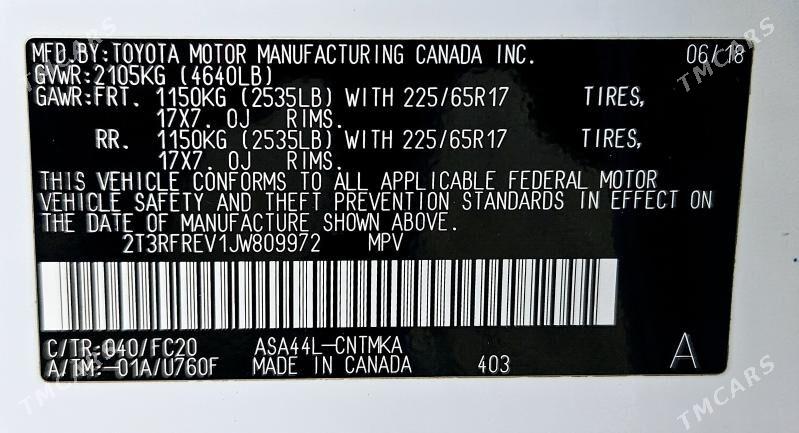 MFD.BY:TOYOTA MOTOR MANUFACTURING CANADA INC. 06/18
GVWR:2105KG (4640LB)
GAWR:FRT. 1150KG (2535LB) WITH 225/65R17 TIRES,
17X7.0J RIMS.
RR. 1150KG (2535LB) WITH 225/65R17 TIRES,
17X7.0J RIMS.
THIS VEHICLE CONFORMS TO ALL APPLICABLE FEDERAL MOTOR
VEHICLE SAFETY AND THEFT PREVENTION STANDARDS IN EFFECT ON
THE DATE OF MANUFACTURE SHOWN ABOVE.
2T3RFREV1JW809972 MPV
C/TR:040/FC20 ASA44L-CNTMKA
A/TM:-01A/U760F MADE IN CANADA 403 A
TMCARS
TMCARS
TMCARS
TMCARS
TMCARS